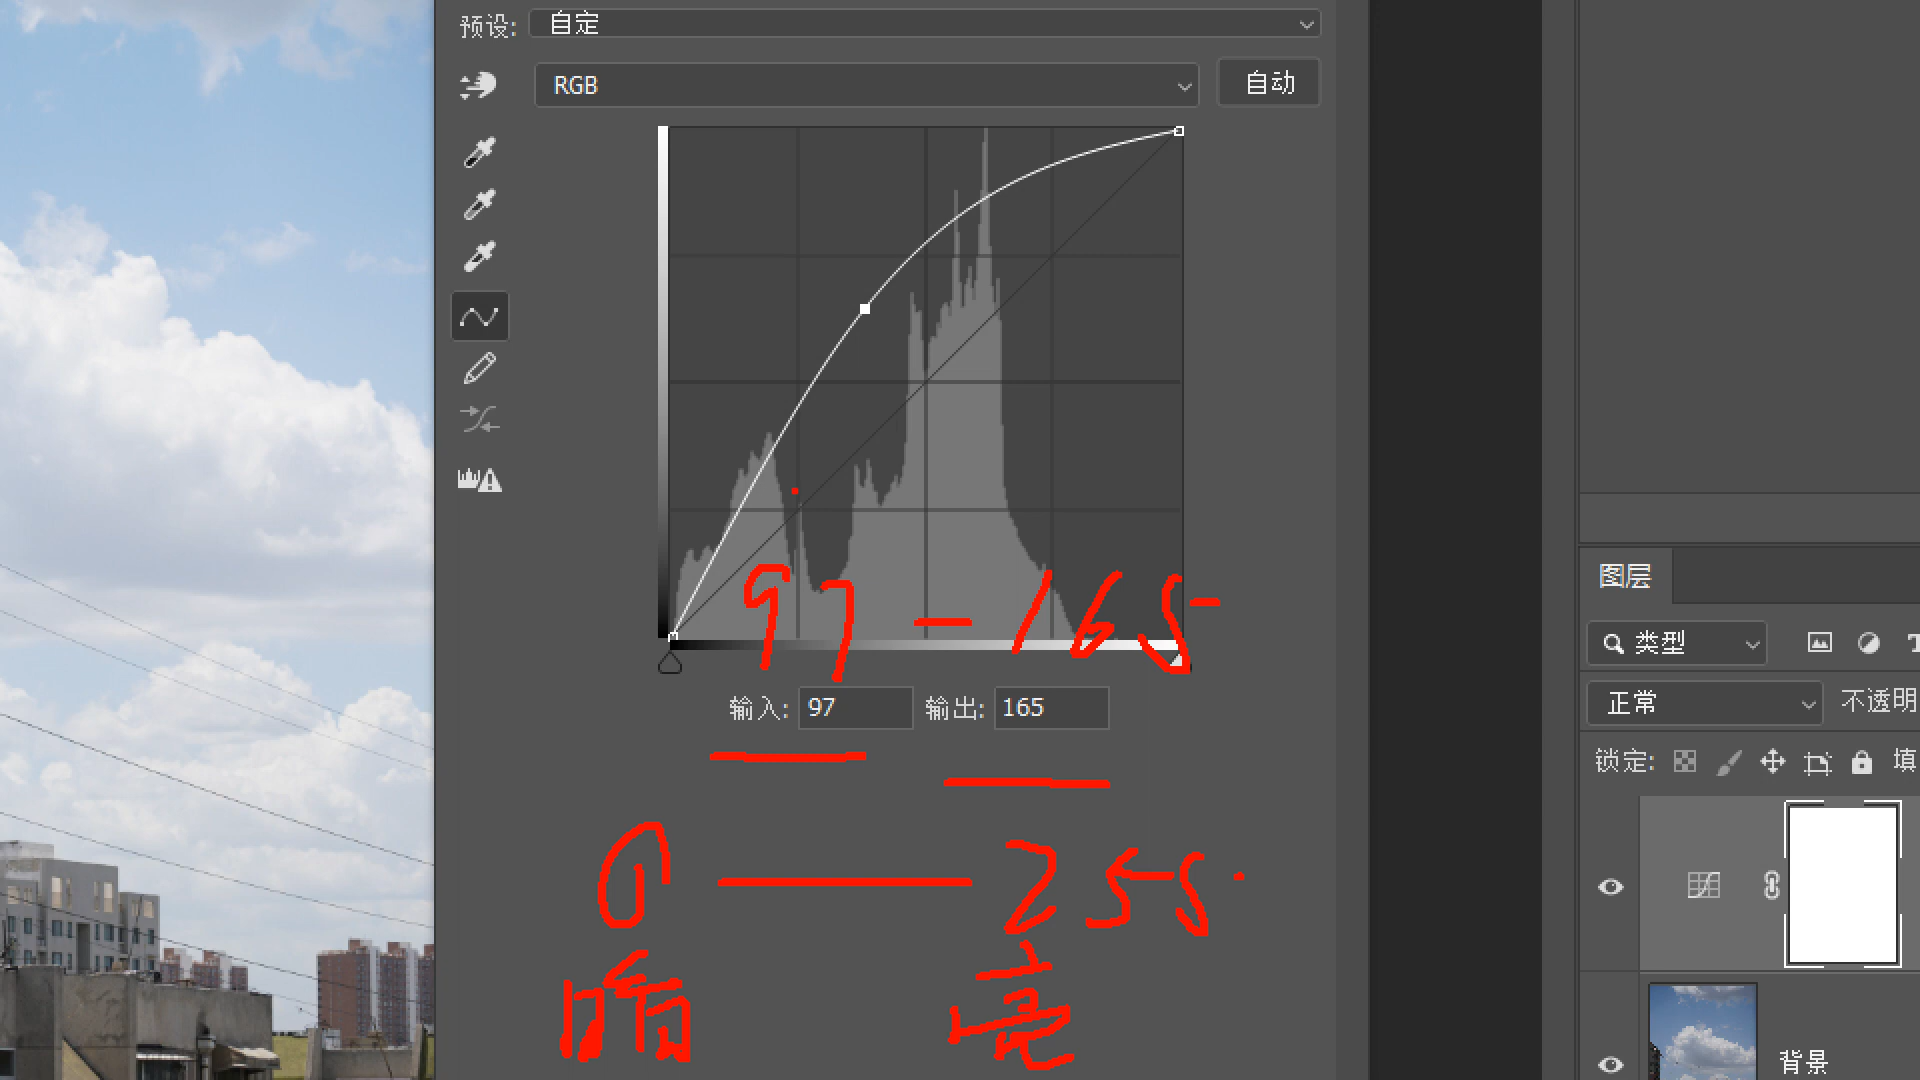 预设: 自定
RGB 自动
97 - 165
输入: 97 输出: 165
0 — 255
暗 亮
图层
类型
正常 不透明
锁定: 填
背景